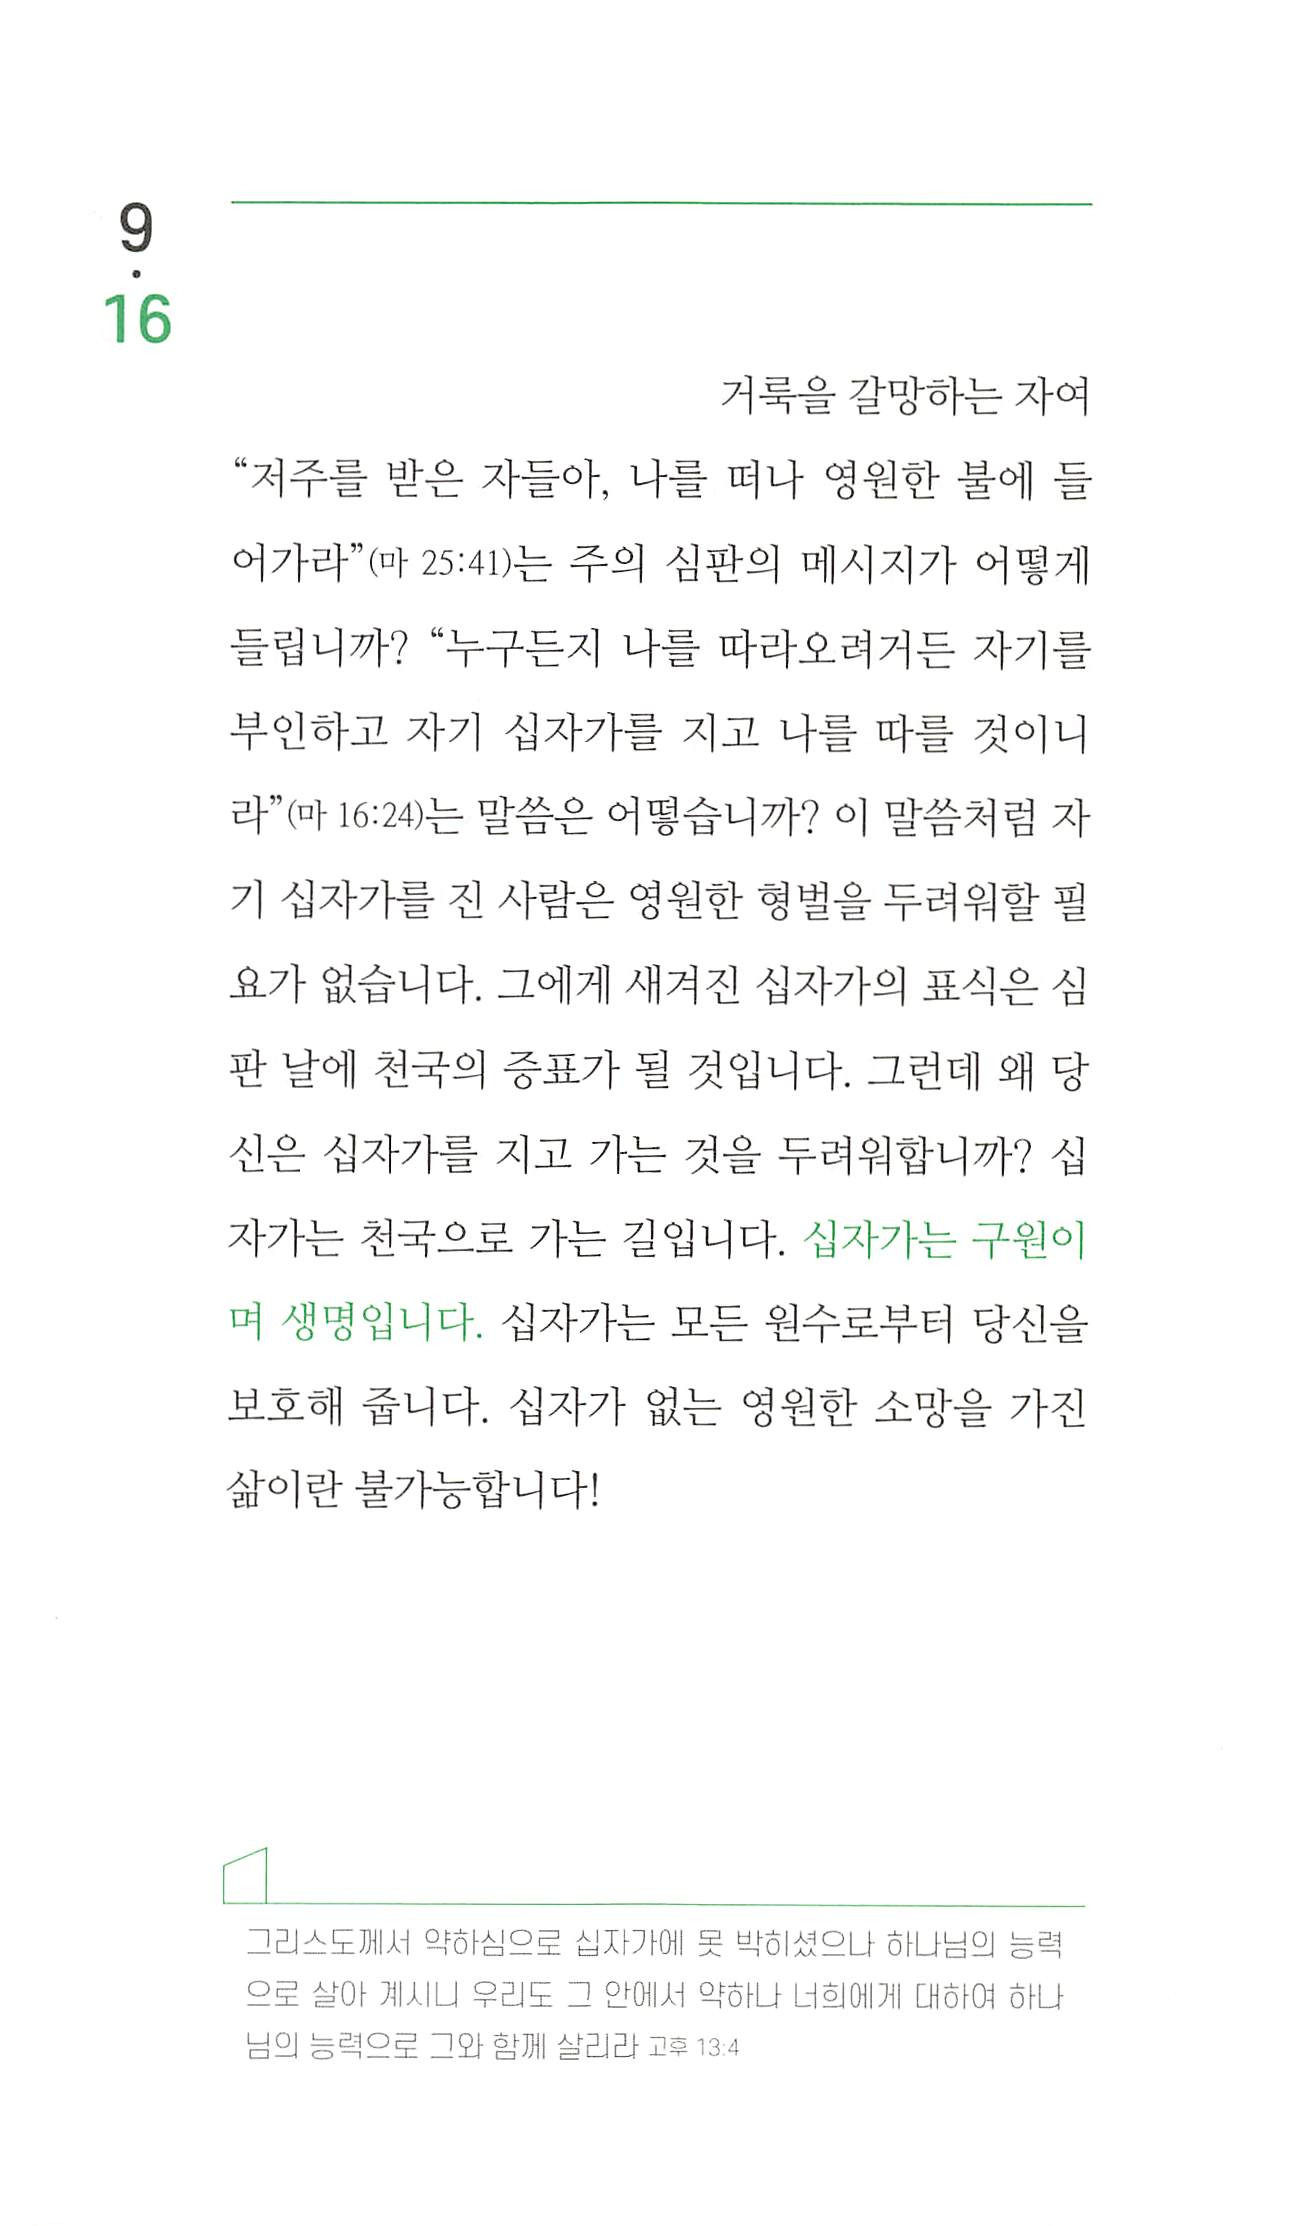 9
·
16
거룩을 갈망하는 자여
“저주를 받은 자들아, 나를 떠나 영원한 불에 들
어가라”(마 25:41)는 주의 심판의 메시지가 어떻게
들립니까? “누구든지 나를 따라오려거든 자기를
부인하고 자기 십자가를 지고 나를 따를 것이니
라”(마 16:24)는 말씀은 어떻습니까? 이 말씀처럼 자
기 십자가를 진 사람은 영원한 형벌을 두려워할 필
요가 없습니다. 그에게 새겨진 십자가의 표식은 심
판 날에 천국의 증표가 될 것입니다. 그런데 왜 당
신은 십자가를 지고 가는 것을 두려워합니까? 십
자가는 천국으로 가는 길입니다. 십자가는 구원이
며 생명입니다. 십자가는 모든 원수로부터 당신을
보호해 줍니다. 십자가 없는 영원한 소망을 가진
삶이란 불가능합니다!
그리스도께서 약하심으로 십자가에 못 박히셨으나 하나님의 능력
으로 살아 계시니 우리도 그 안에서 약하나 너희에게 대하여 하나
님의 능력으로 그와 함께 살리라 고후 13:4